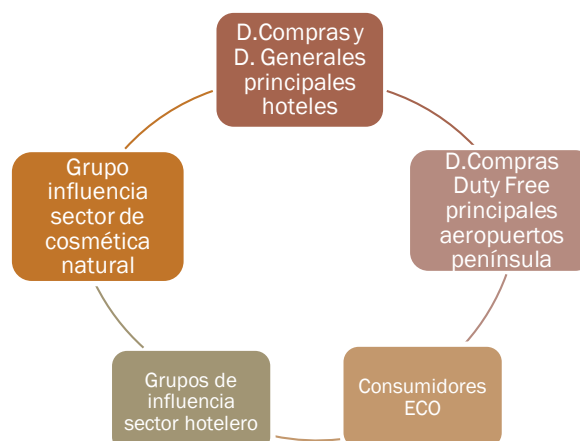 D.Compras y
D. Generales
principales
hoteles
D.Compras
Duty Free
principales
aeropuertos
península
Consumidores
ECO
Grupos de
influencia
sector hotelero
Grupo
influencia
sector de
cosmética
natural